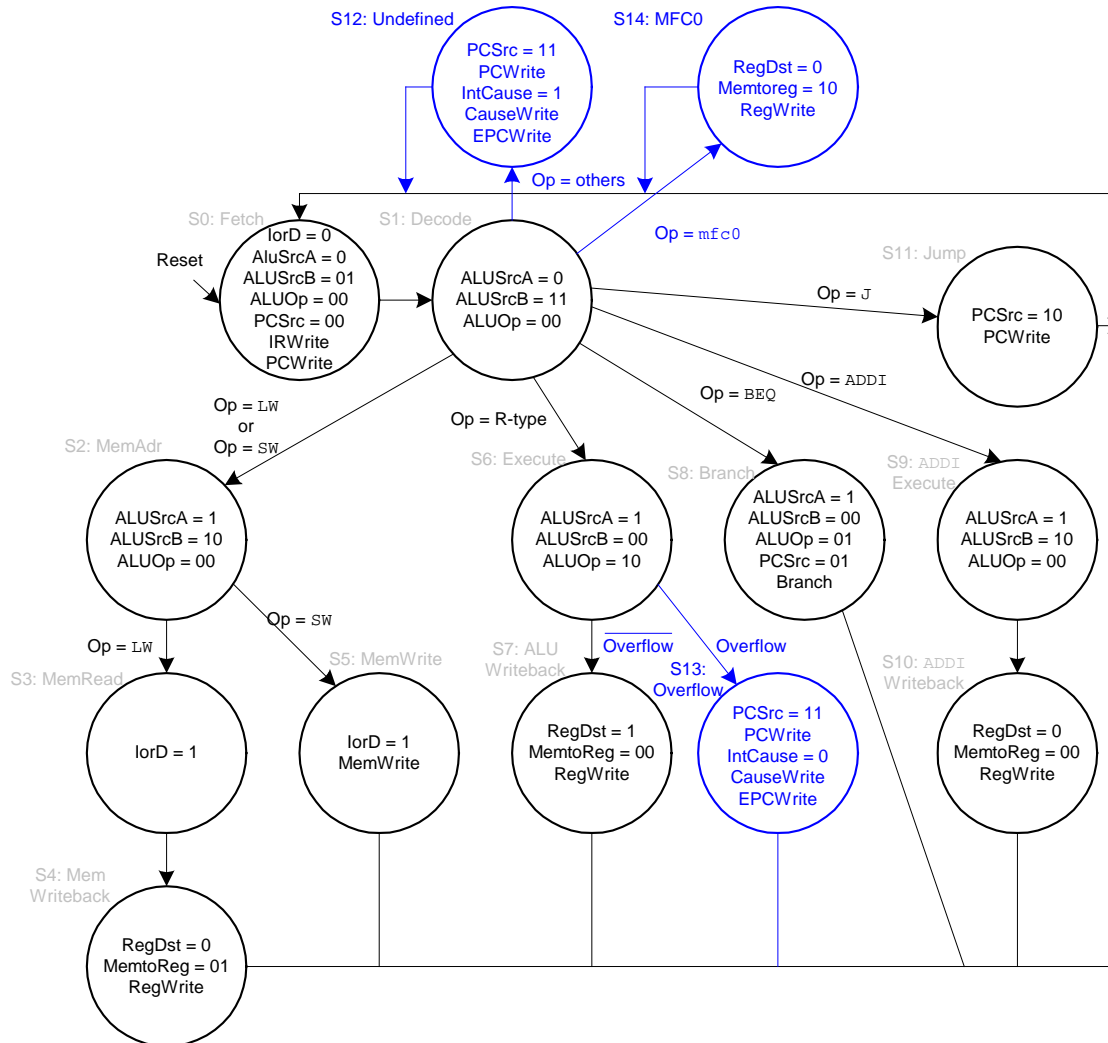 S12: Undefined
S14: MFC0
PCSrc = 11
PCWrite
IntCause = 1
CauseWrite
EPCWrite
RegDst = 0
Memtoreg = 10
RegWrite
Op = others
Op = mfc0
S0: Fetch
S1: Decode
Reset
IorD = 0
AluSrcA = 0
ALUSrcB = 01
ALUOp = 00
PCSrc = 00
IRWrite
PCWrite
ALUSrcA = 0
ALUSrcB = 11
ALUOp = 00
S11: Jump
Op = J
PCSrc = 10
PCWrite
Op = LW
or
Op = SW
Op = R-type
Op = BEQ
Op = ADDI
S2: MemAdr
ALUSrcA = 1
ALUSrcB = 10
ALUOp = 00
S6: Execute
ALUSrcA = 1
ALUSrcB = 00
ALUOp = 10
S8: Branch
ALUSrcA = 1
ALUSrcB = 00
ALUOp = 01
PCSrc = 01
Branch
S9: ADDI
Execute
ALUSrcA = 1
ALUSrcB = 10
ALUOp = 00
Op = LW
Op = SW
Overflow
Overflow
S3: MemRead
IorD = 1
S5: MemWrite
IorD = 1
MemWrite
S7: ALU
Writeback
RegDst = 1
MemtoReg = 00
RegWrite
S13:
Overflow
PCSrc = 11
PCWrite
IntCause = 0
CauseWrite
EPCWrite
S10: ADDI
Writeback
RegDst = 0
MemtoReg = 00
RegWrite
S4: Mem
Writeback
RegDst = 0
MemtoReg = 01
RegWrite